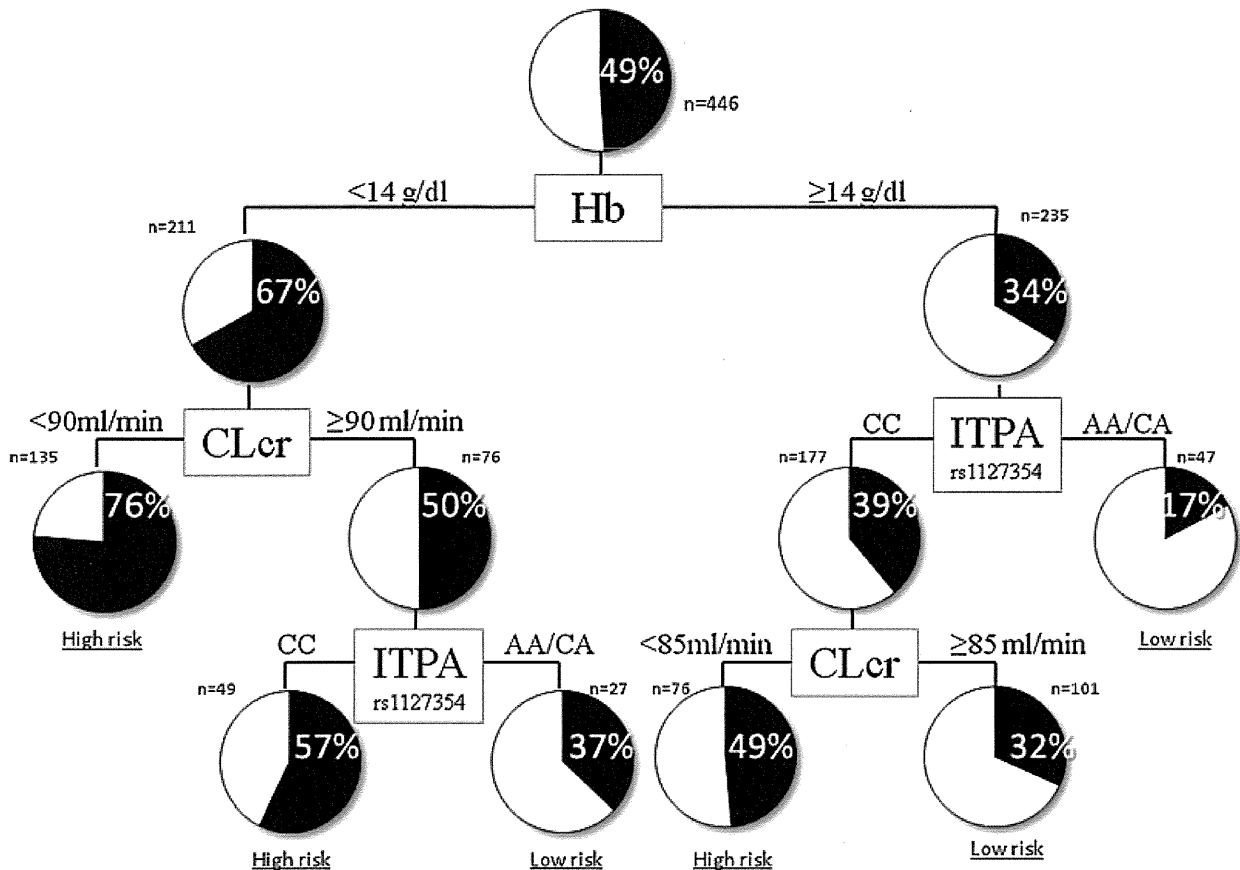 49%
n=446
<14 g/dl
Hb
≥14 g/dl
n=211
n=235
67%
34%
<90ml/min
CLcr
≥90 ml/min
CC
ITPA
rs1127354
AA/CA
n=135
n=76
n=177
n=47
76%
50%
39%
17%
High risk
Low risk
CC
ITPA
rs1127354
AA/CA
<85ml/min
CLcr
≥85 ml/min
n=49
n=27
n=76
n=101
57%
37%
49%
32%
High risk
Low risk
High risk
Low risk